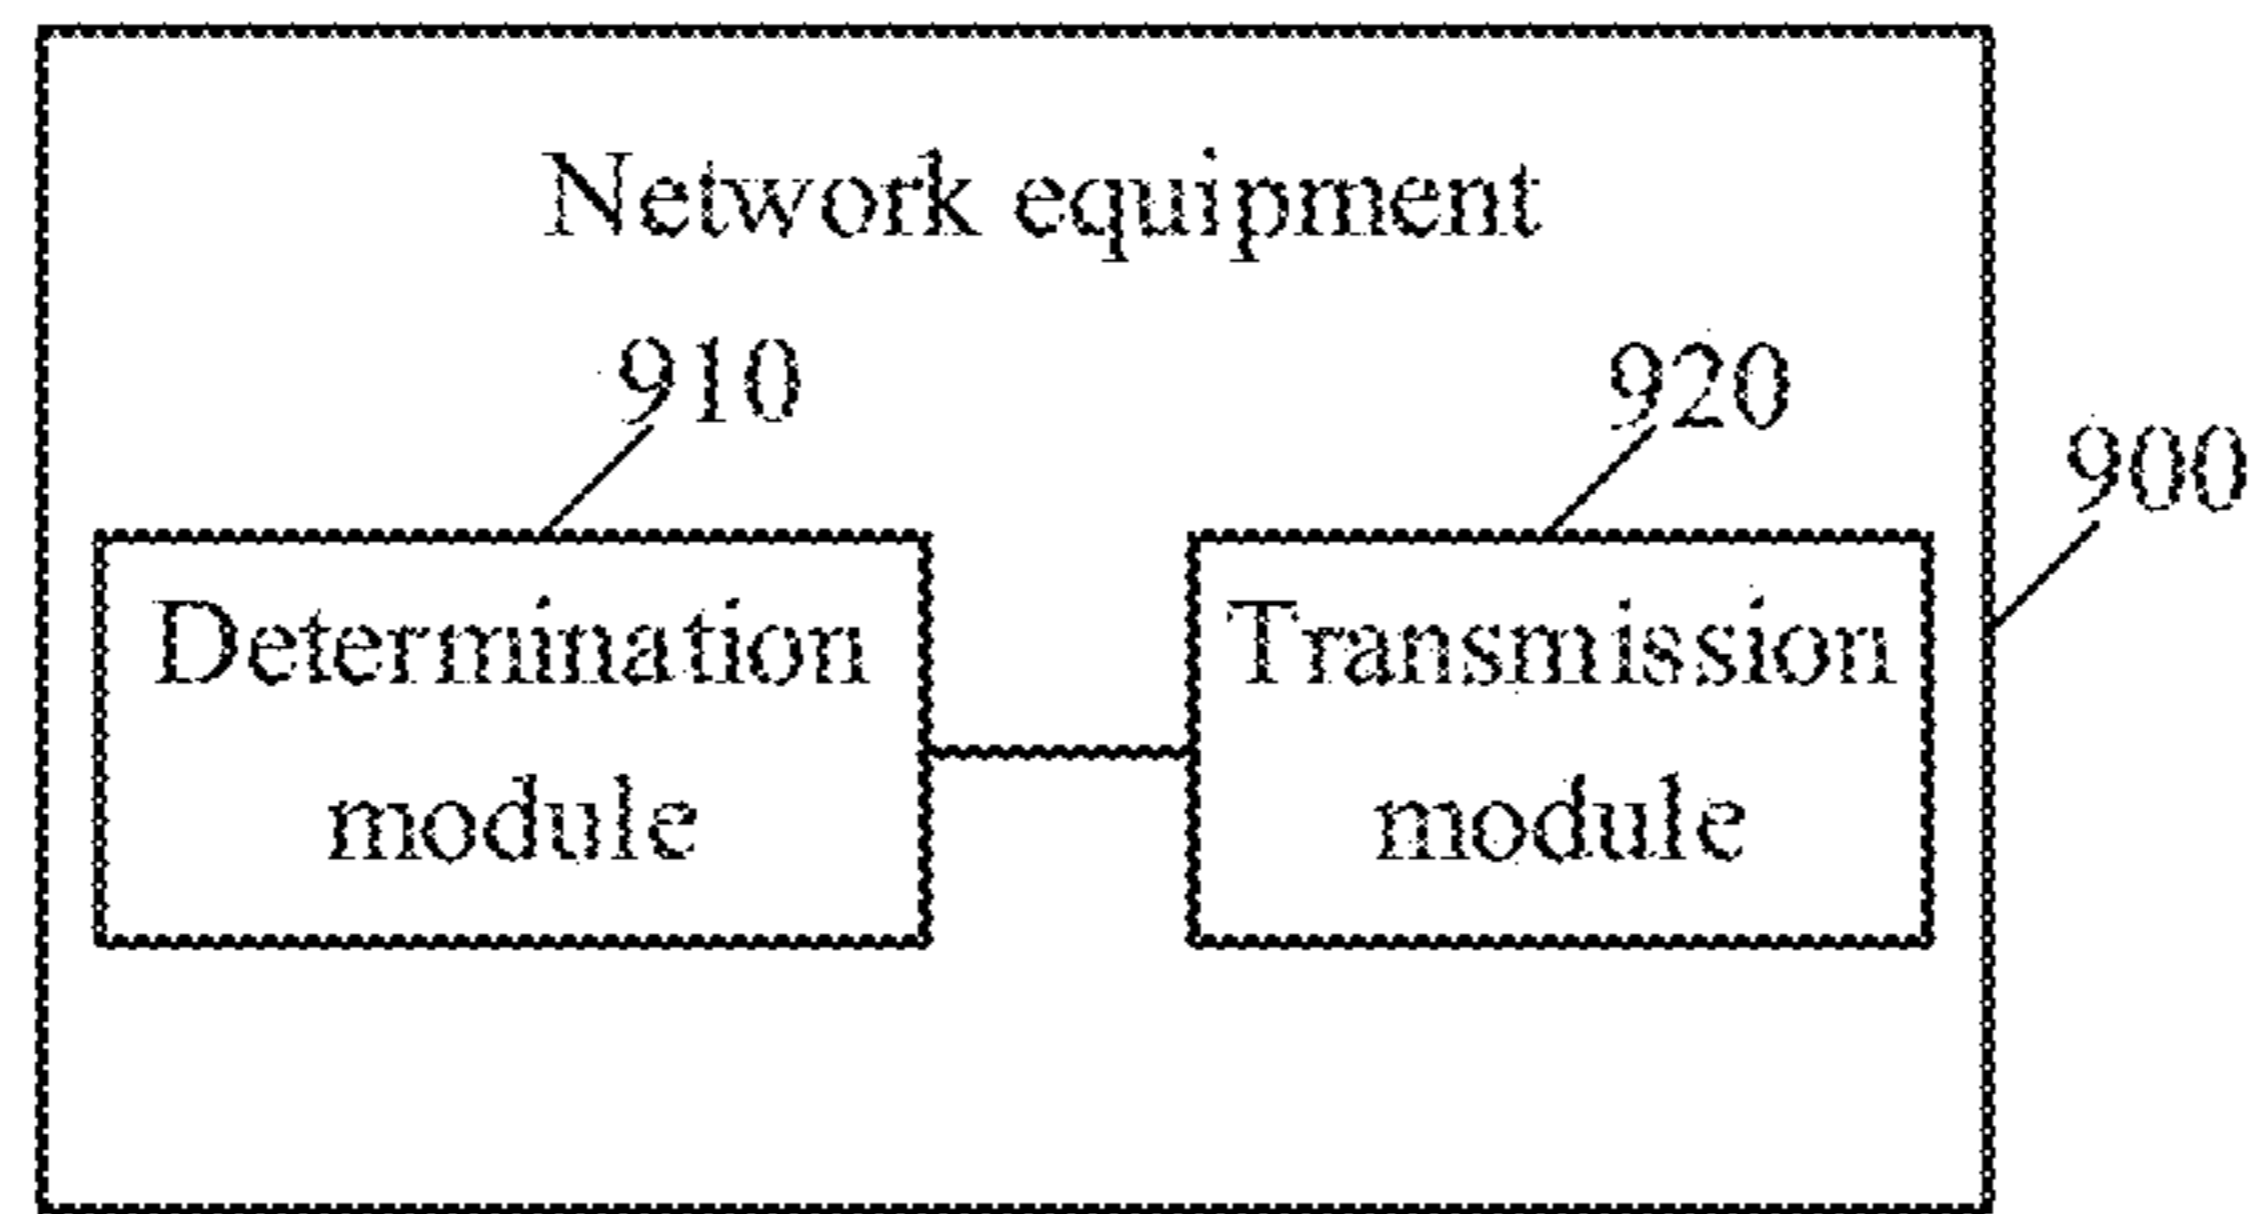 Network equipment
910
920
900
Determination
module
Transmission
module